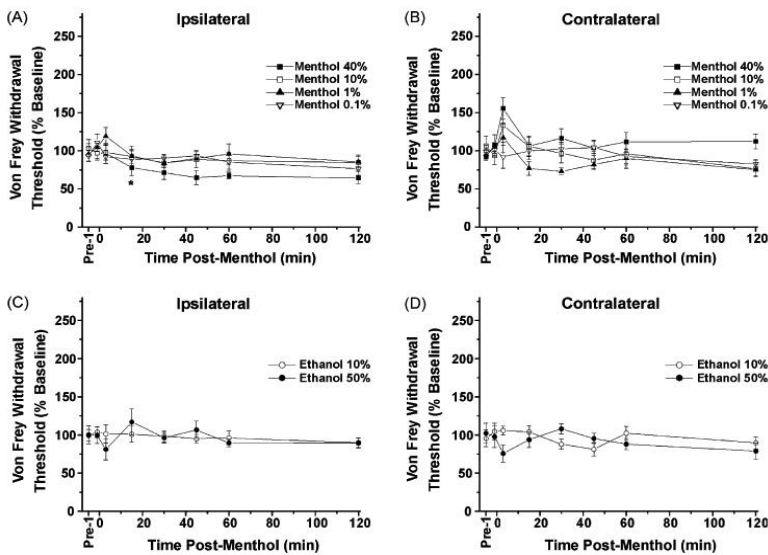 (A)
Ipsilateral
Von Frey Withdrawal
Threshold (% Baseline)
250
200
150
100
50
0
Menthol 40%
Menthol 10%
Menthol 1%
Menthol 0.1%
*
Pre-1
0
20
40
60
80
100
120
Time Post-Menthol (min)
(B)
Contralateral
Von Frey Withdrawal
Threshold (% Baseline)
250
200
150
100
50
0
Menthol 40%
Menthol 10%
Menthol 1%
Menthol 0.1%
Pre-1
0
20
40
60
80
100
120
Time Post-Menthol (min)
(C)
Ipsilateral
Von Frey Withdrawal
Threshold (% Baseline)
250
200
150
100
50
0
Ethanol 10%
Ethanol 50%
Pre-1
0
20
40
60
80
100
120
Time Post-Menthol (min)
(D)
Contralateral
Von Frey Withdrawal
Threshold (% Baseline)
250
200
150
100
50
0
Ethanol 10%
Ethanol 50%
Pre-1
0
20
40
60
80
100
120
Time Post-Menthol (min)